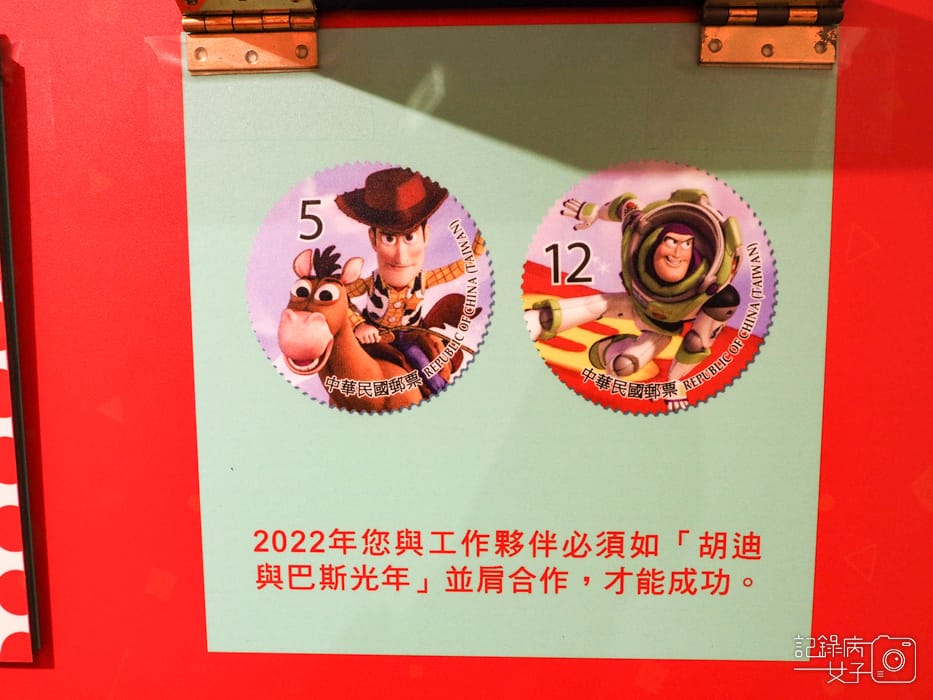 5
中華民國郵票 REPUBLIC OF CHINA (TAIWAN)
12
中華民國郵票 REPUBLIC OF CHINA (TAIWAN)
2022年您與工作夥伴必須如「胡迪
與巴斯光年」並肩合作，才能成功。
記錄病
女子